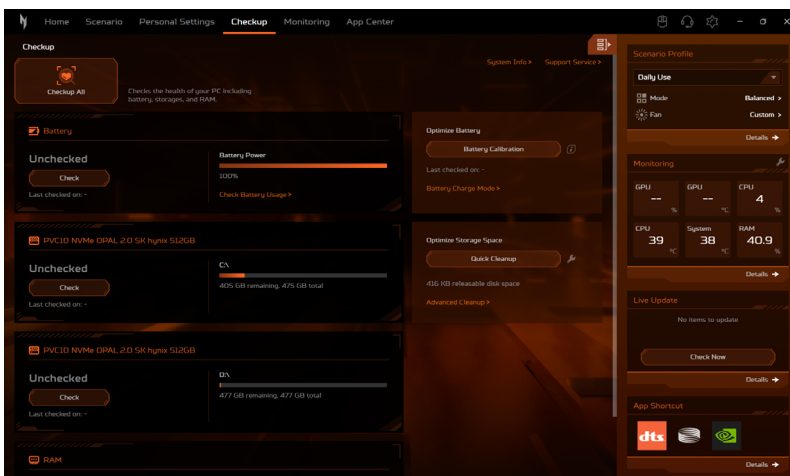 Home Scenario Personal Settings Checkup Monitoring App Center
Checkup
System Info > Support Service >
Checkup All
Checks the health of your PC including
battery, storages, and RAM.
Battery
Unchecked
Check
Last checked on: -
Battery Power
100%
Check Battery Usage >
Optimize Battery
Battery Calibration
Last checked on: -
Battery Charge Mode >
PVC10 NVMe OPAL 2.0 SK hynix 512GB
Unchecked
Check
Last checked on: -
C:\
405 GB remaining, 475 GB total
Optimize Storage Space
Quick Cleanup
416 KB releasable disk space
Advanced Cleanup >
PVC10 NVMe OPAL 2.0 SK hynix 512GB
Unchecked
Check
Last checked on: -
D:\
477 GB remaining, 477 GB total
RAM
Scenario Profile
Daily Use
Mode Balanced >
Fan Custom >
Details →
Monitoring
GPU GPU CPU
-- -- 4
% °C %
CPU System RAM
39 38 40.9
°C °C %
Details →
Live Update
No items to update
Check Now
Details →
App Shortcut
dts
Details →